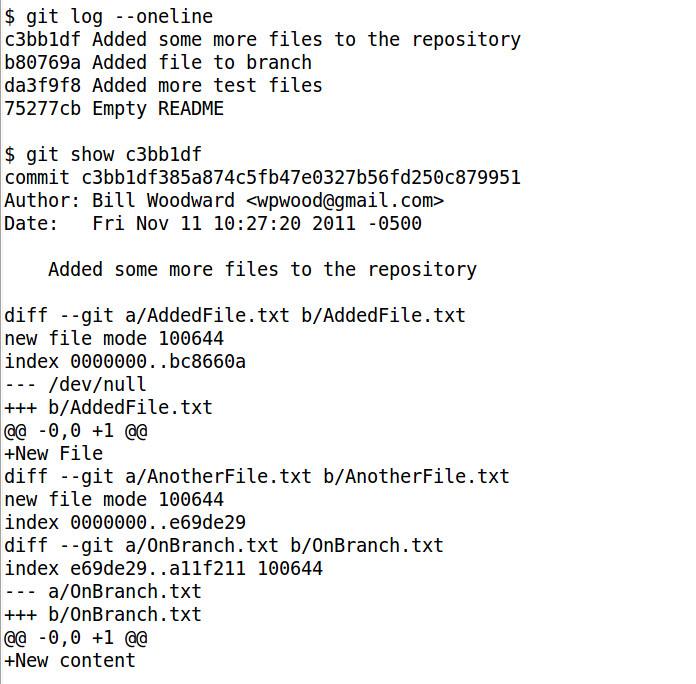 $ git log --oneline
c3bb1df Added some more files to the repository
b80769a Added file to branch
da3f9f8 Added more test files
75277cb Empty README
$ git show c3bb1df
commit c3bb1df385a874c5fb47e0327b56fd250c879951
Author: Bill Woodward <wpwood@gmail.com>
Date:   Fri Nov 11 10:27:20 2011 -0500
    Added some more files to the repository
diff --git a/AddedFile.txt b/AddedFile.txt
new file mode 100644
index 0000000..bc8660a
--- /dev/null
+++ b/AddedFile.txt
@@ -0,0 +1 @@
+New File
diff --git a/AnotherFile.txt b/AnotherFile.txt
new file mode 100644
index 0000000..e69de29
diff --git a/OnBranch.txt b/OnBranch.txt
index e69de29..a11f211 100644
--- a/OnBranch.txt
+++ b/OnBranch.txt
@@ -0,0 +1 @@
+New content